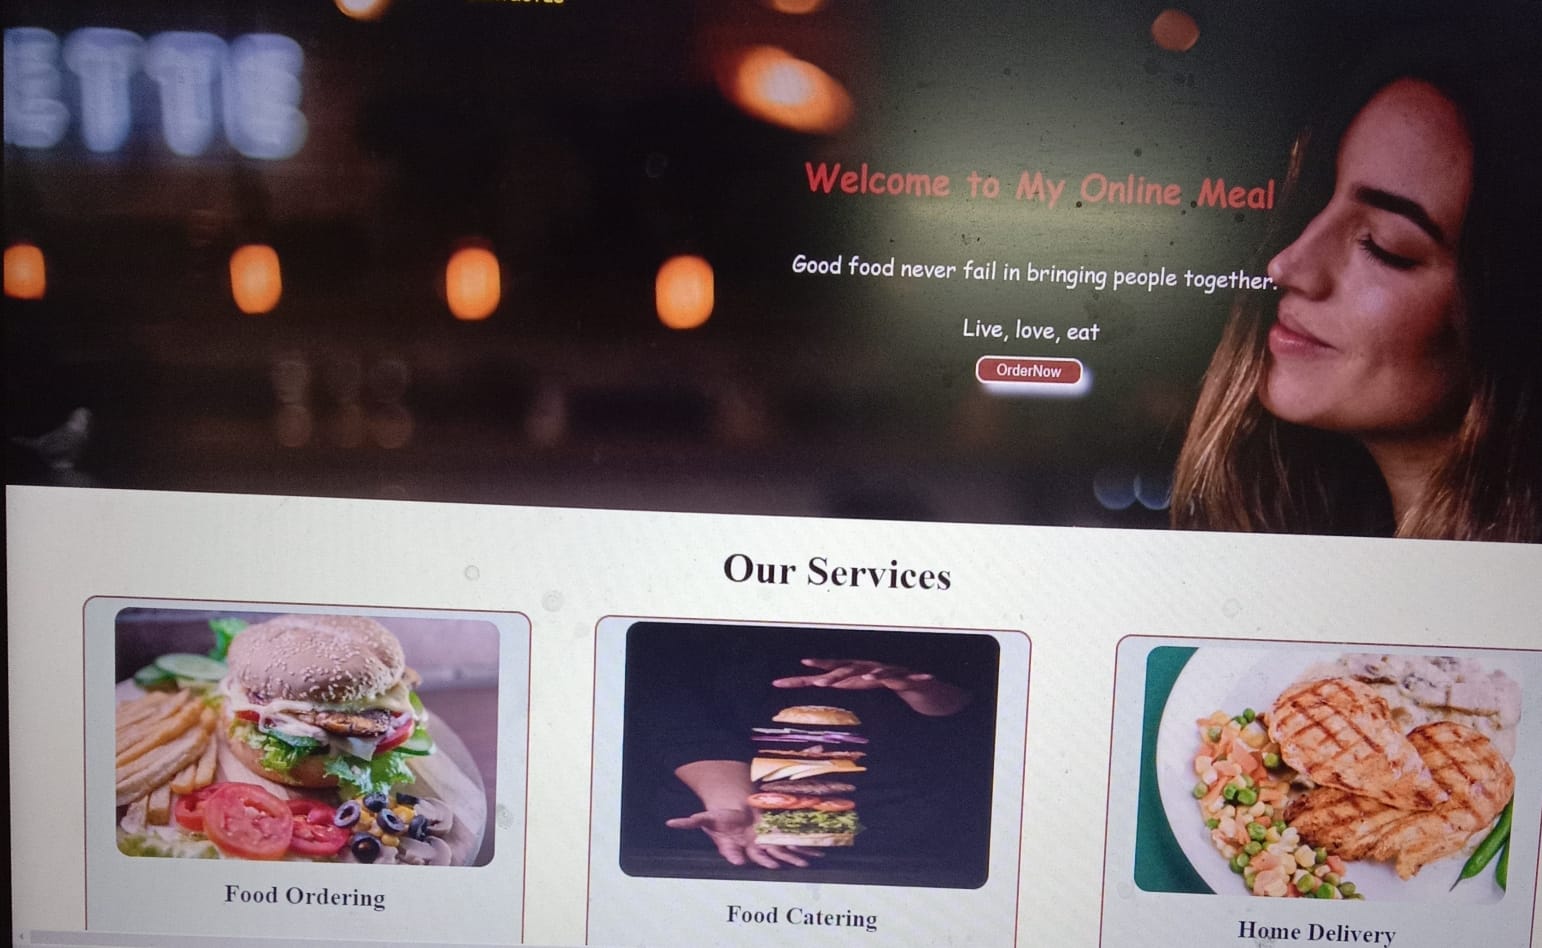 ETTE
Welcome to My Online Meal
Good food never fail in bringing people together.
Live, love, eat
OrderNow
Our Services
Food Ordering
Food Catering
Home Delivery